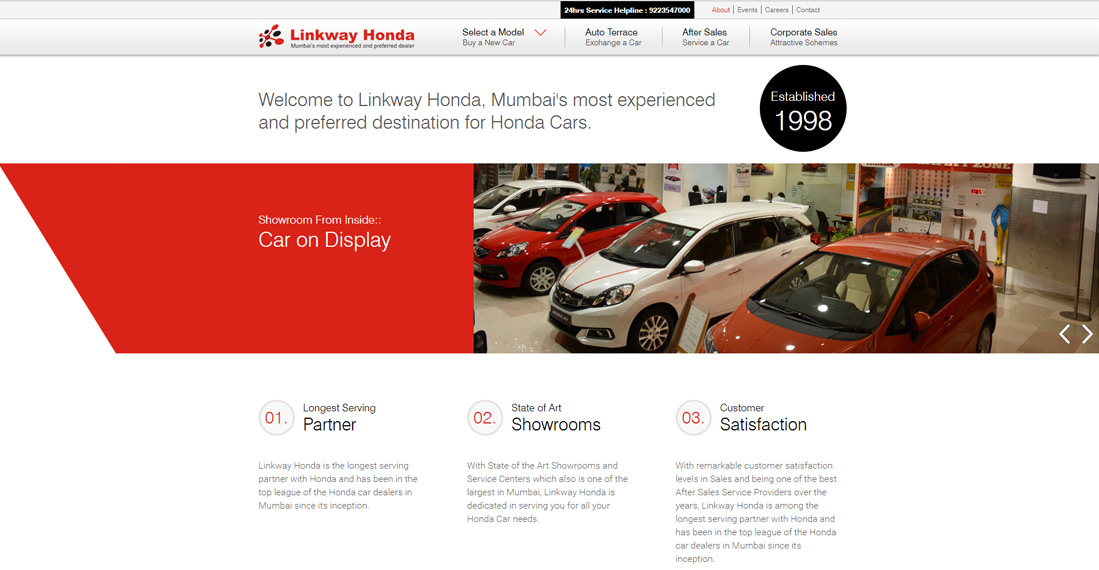 24hrs Service Helpline : 9223547000
About | Events | Careers | Contact
Linkway Honda
Mumbai's most experienced and preferred dealer
Select a Model
Buy a New Car
Auto Terrace
Exchange a Car
After Sales
Service a Car
Corporate Sales
Attractive Schemes
Welcome to Linkway Honda, Mumbai's most experienced
and preferred destination for Honda Cars.
Established
1998
Showroom From Inside::
Car on Display
01.
Longest Serving
Partner
Linkway Honda is the longest serving
partner with Honda and has been in the
top league of the Honda car dealers in
Mumbai since its inception.
02.
State of Art
Showrooms
With State of the Art Showrooms and
Service Centers which also is one of the
largest in Mumbai, Linkway Honda is
dedicated in serving you for all your
Honda Car needs.
03.
Customer
Satisfaction
With remarkable customer satisfaction
levels in Sales and being one of the best
After Sales Service Providers over the
years, Linkway Honda is among the
longest serving partner with Honda and
has been in the top league of the Honda
car dealers in Mumbai since its
inception.